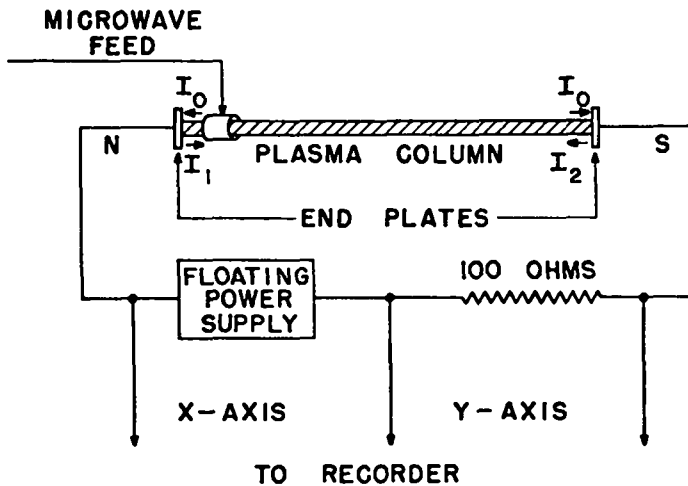 MICROWAVE
FEED
I₀ I₀
N PLASMA COLUMN S
I₁ I₂
END PLATES
FLOATING
POWER
SUPPLY
100 OHMS
X-AXIS Y-AXIS
TO RECORDER